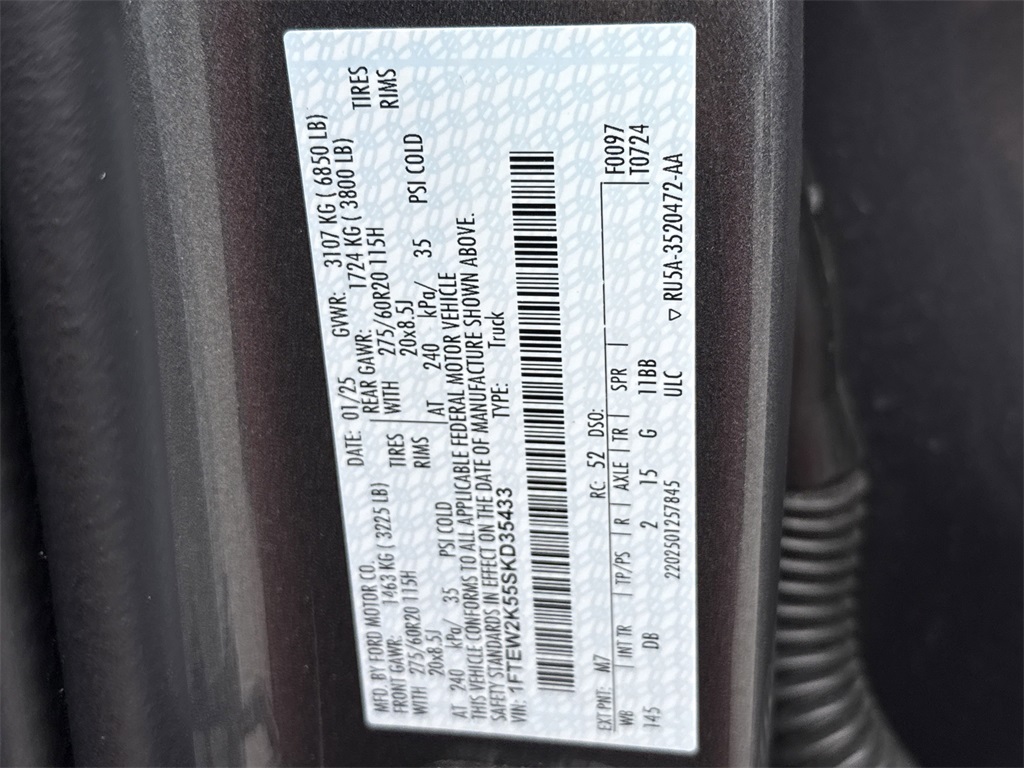 MFD. BY FORD MOTOR CO. DATE: 01/25 GVWR: 3107 KG ( 6850 LB)
FRONT GAWR: 1463 KG ( 3225 LB) REAR GAWR: 1724 KG ( 3800 LB)
WITH 275/60R20 115H TIRES WITH 275/60R20 115H TIRES
20x8.5J RIMS 20x8.5J RIMS
AT 240 kPa/ 35 PSI COLD AT 240 kPa/ 35 PSI COLD
THIS VEHICLE CONFORMS TO ALL APPLICABLE FEDERAL MOTOR VEHICLE
SAFETY STANDARDS IN EFFECT ON THE DATE OF MANUFACTURE SHOWN ABOVE.
VIN: 1FTEW2K55SKD35433 TYPE: Truck
EXT PNT: M7 RC: 52 DSO: F0097
WB | INT TR | TP/PS | R | AXLE | TR | SPR | T0724
145 DB 2 15 G 11BB
220250125​7845 ULC ▽ RU5A-3520472-AA